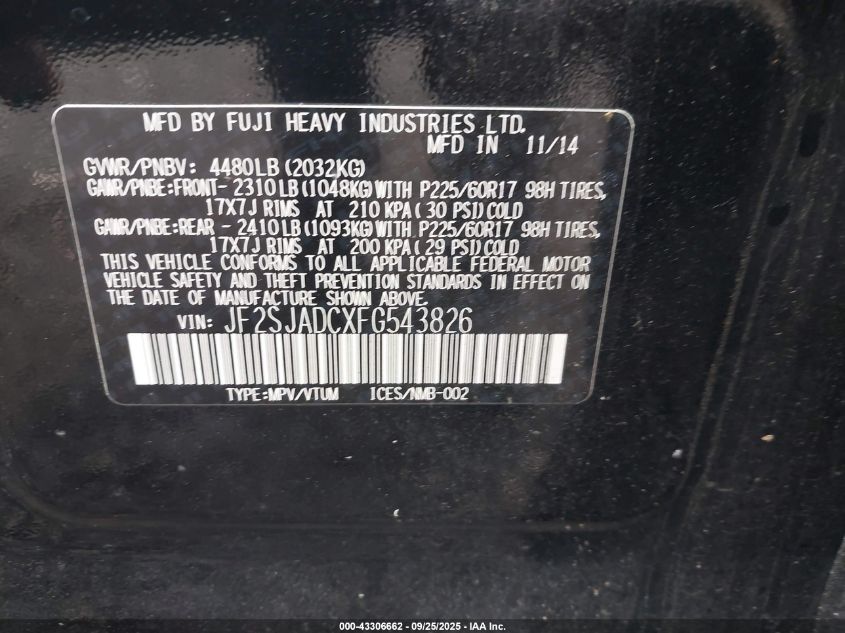 MFD BY FUJI HEAVY INDUSTRIES LTD.
MFD IN 11/14
GVWR/PNBV: 4480LB(2032KG)
GAWR/PNBE:FRONT- 2310LB(1048KG)WITH P225/60R17 98H TIRES,
17X7J RIMS AT 210 KPA(30 PSI)COLD
GAWR/PNBE:REAR - 2410LB(1093KG)WITH P225/60R17 98H TIRES,
17X7J RIMS AT 200 KPA(29 PSI)COLD
THIS VEHICLE CONFORMS TO ALL APPLICABLE FEDERAL MOTOR
VEHICLE SAFETY AND THEFT PREVENTION STANDARDS IN EFFECT ON
THE DATE OF MANUFACTURE SHOWN ABOVE.
VIN: JF2SJADCXFG543826
TYPE:MPV/VTUM ICES/NMB-002
000-43306662 - 09/25/2025 - IAA Inc.